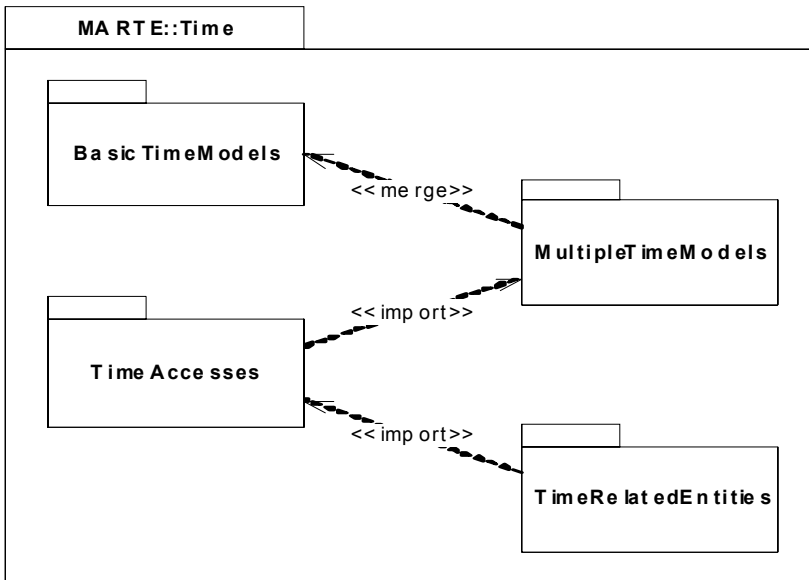 MARTE::Time
BasicTimeModels
<<merge>>
MultipleTimeModels
<<import>>
TimeAccesses
<<import>>
TimeRelatedEntities